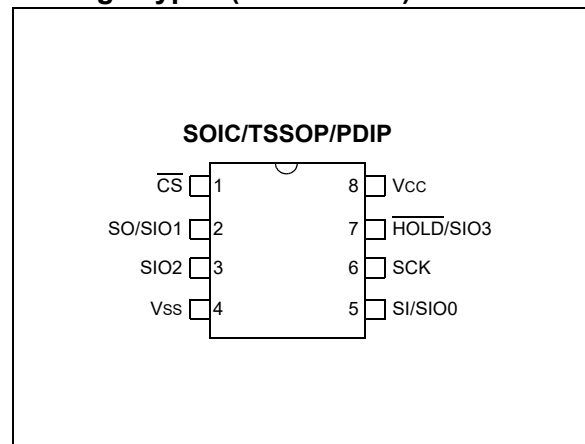 SOIC/TSSOP/PDIP
CS 1 8 VCC
SO/SIO1 2 7 HOLD/SIO3
SIO2 3 6 SCK
VSS 4 5 SI/SIO0